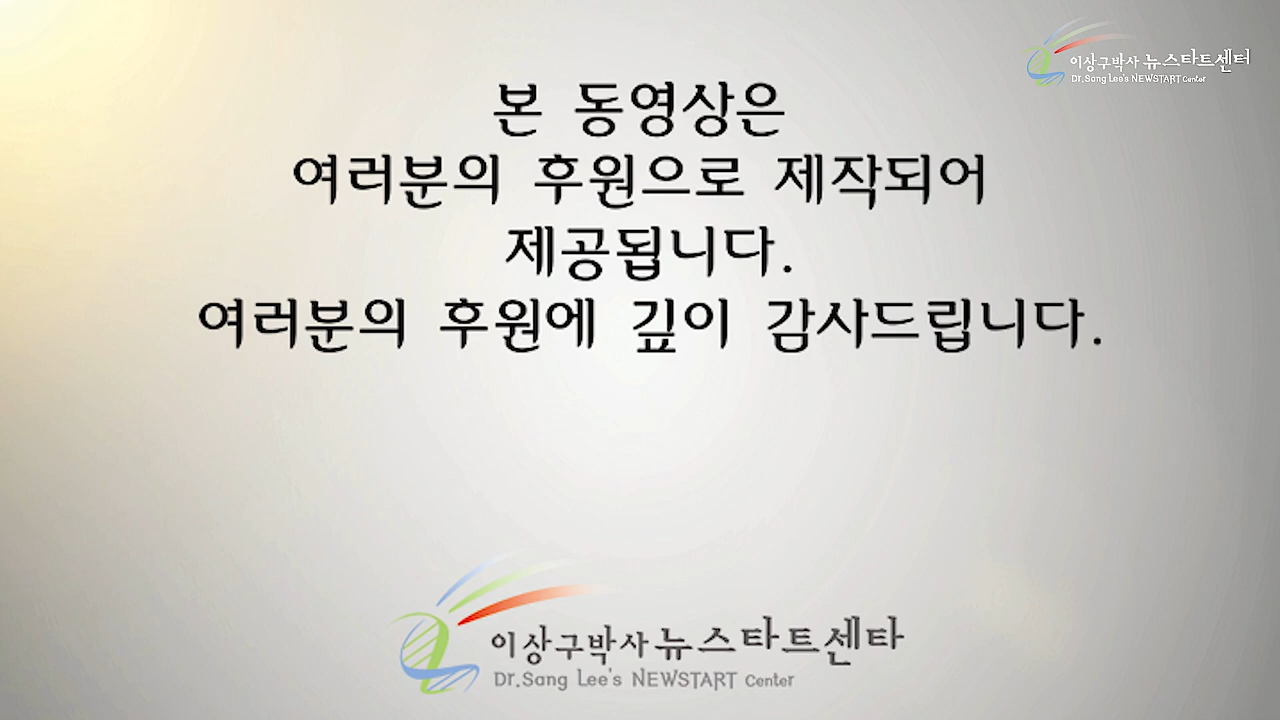 이상구박사 뉴스타트센터
Dr.Sang Lee's NEWSTART Center
본 동영상은
여러분의 후원으로 제작되어
제공됩니다.
여러분의 후원에 깊이 감사드립니다.
이상구박사 뉴스타트센타
Dr.Sang Lee's NEWSTART Center